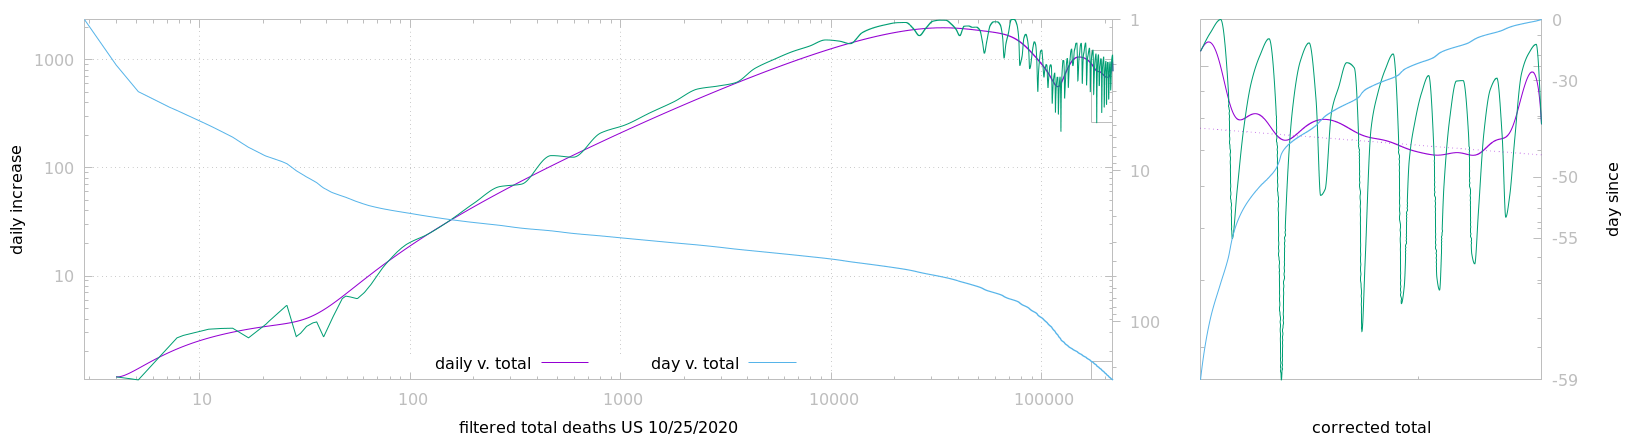 1000
100
10
daily increase
10
100
1000
10000
100000
filtered total deaths US 10/25/2020
daily v. total
day v. total
1
10
100
0
-30
-50
-55
-59
day since
corrected total